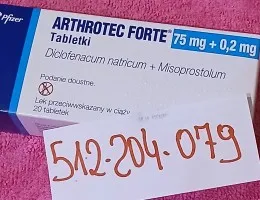 Pfizer
ARTHROTEC FORTE® 75 mg + 0,2 mg
Tabletki
Diclofenacum natricum + Misoprostolum
Podanie doustne.
Lek przeciwwskazany w ciąży
20 tabletek
512-204-079